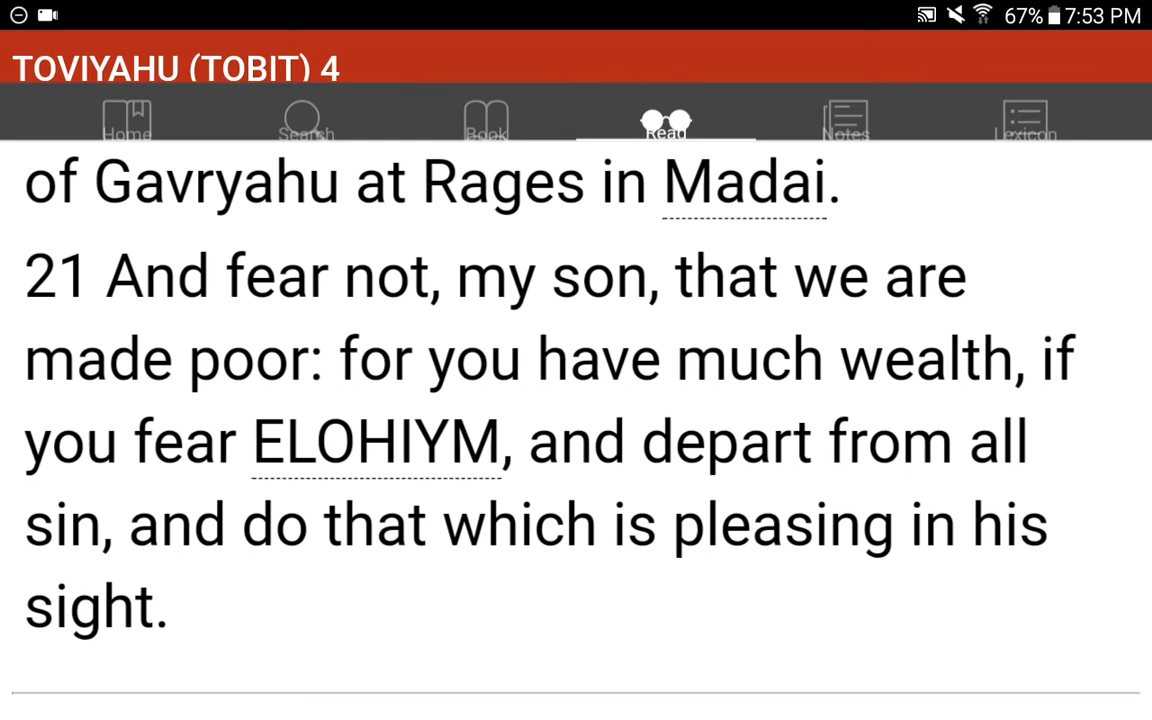 67% 7:53 PM
TOVIYAHU (TOBIT) 4
Home Search Book Read Notes Lexicon
of Gavryahu at Rages in Madai.
21 And fear not, my son, that we are
made poor: for you have much wealth, if
you fear ELOHIYM, and depart from all
sin, and do that which is pleasing in his
sight.